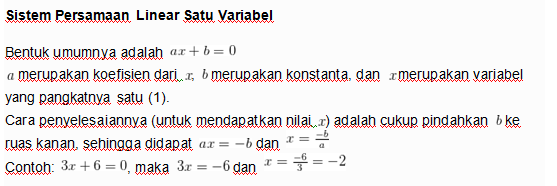 Sistem Persamaan Linear Satu Variabel
Bentuk umumnya adalah ax + b = 0
a merupakan koefisien dari x, b merupakan konstanta, dan x merupakan variabel
yang pangkatnya satu (1).
Cara penyelesaiannya (untuk mendapatkan nilai x) adalah cukup pindahkan b ke
ruas kanan, sehingga didapat ax = −b dan x = −b/a
Contoh: 3x + 6 = 0, maka 3x = −6 dan x = −6/3 = −2